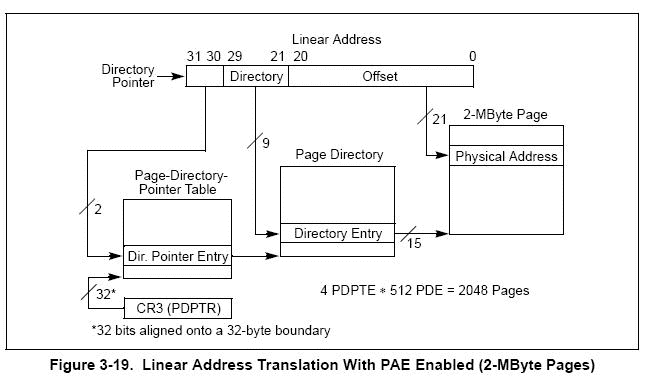 Linear Address
31 30 29 21 20 0
Directory Pointer
Directory
Offset
21
2-MByte Page
Physical Address
9
Page Directory
Page-Directory-
Pointer Table
2
Directory Entry
15
Dir. Pointer Entry
32*
4 PDPTE * 512 PDE = 2048 Pages
CR3 (PDPTR)
*32 bits aligned onto a 32-byte boundary
Figure 3-19. Linear Address Translation With PAE Enabled (2-MByte Pages)